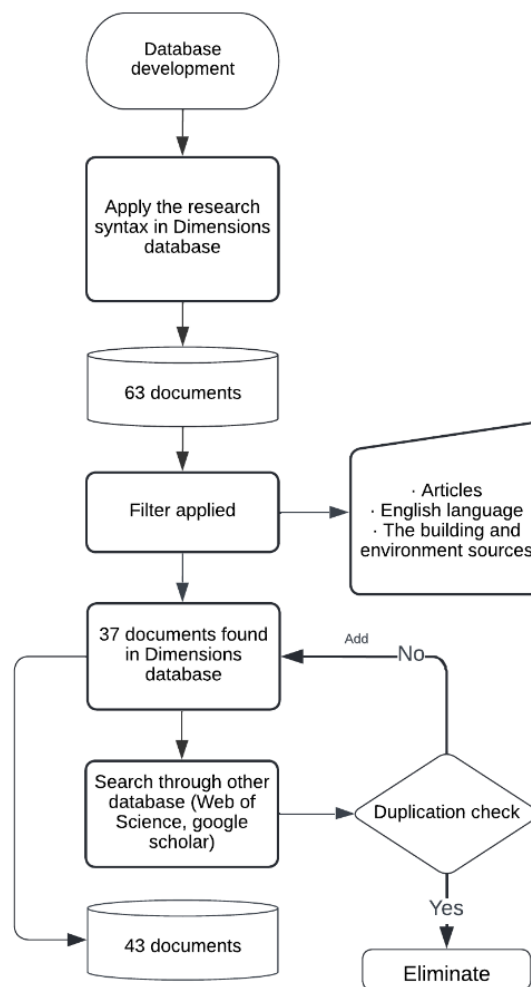 Database
development
Apply the research
syntax in Dimensions
database
63 documents
Filter applied
· Articles
· English language
· The building and
environment sources
37 documents found
in Dimensions
database
Add
No
Search through other
database (Web of
Science, google
scholar)
Duplication check
Yes
43 documents
Eliminate